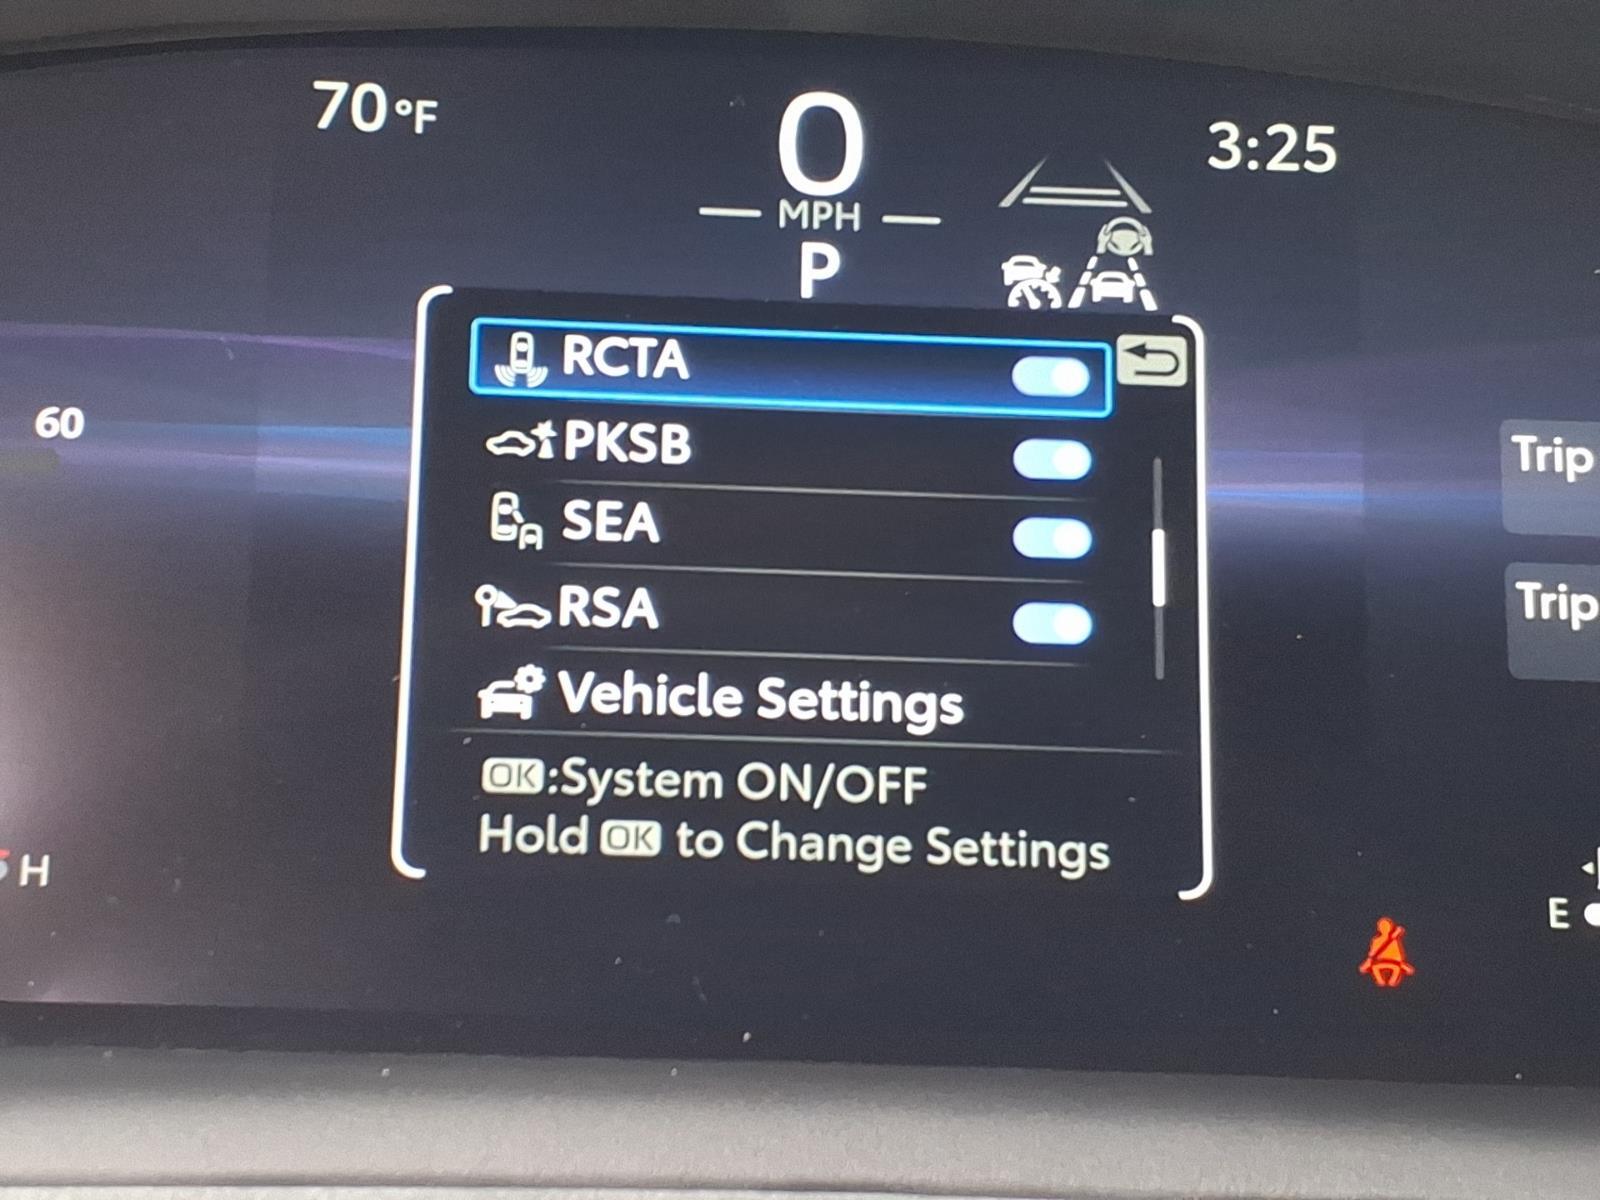 70°F
0
3:25
MPH
P
RCTA
60
PKSB
Trip
SEA
RSA
Trip
Vehicle Settings
OK:System ON/OFF
Hold OK to Change Settings
H
E